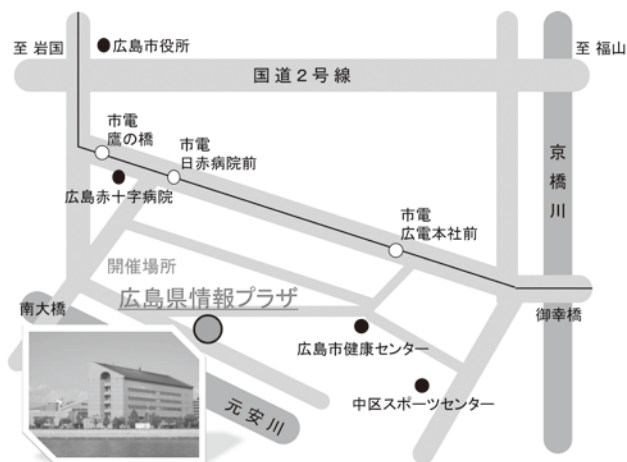 至 岩国
広島市役所
至 福山
国道2号線
市電
鷹の橋
市電
日赤病院前
京橋川
広島赤十字病院
市電
広電本社前
開催場所
広島県情報プラザ
南大橋
御幸橋
広島市健康センター
中区スポーツセンター
元安川